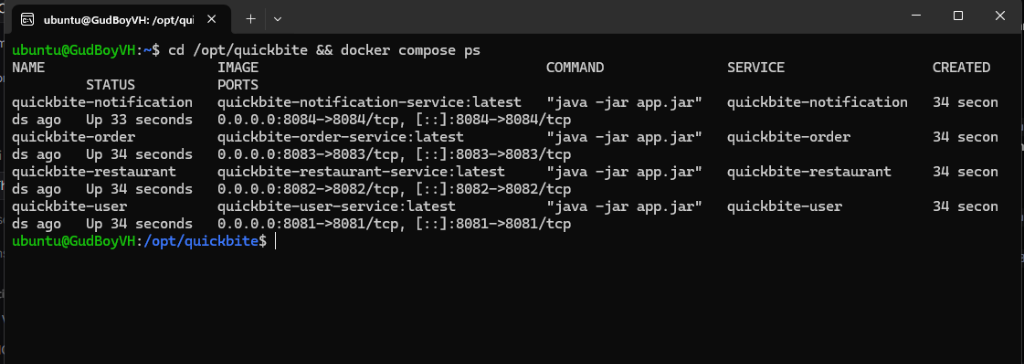 ubuntu@GudBoyVH: /opt/qui
ubuntu@GudBoyVH:~$ cd /opt/quickbite && docker compose ps
NAME IMAGE COMMAND SERVICE CREATED
STATUS PORTS
quickbite-notification quickbite-notification-service:latest "java -jar app.jar" quickbite-notification 34 secon
ds ago Up 33 seconds 0.0.0.0:8084->8084/tcp, [::]:8084->8084/tcp
quickbite-order quickbite-order-service:latest "java -jar app.jar" quickbite-order 34 secon
ds ago Up 34 seconds 0.0.0.0:8083->8083/tcp, [::]:8083->8083/tcp
quickbite-restaurant quickbite-restaurant-service:latest "java -jar app.jar" quickbite-restaurant 34 secon
ds ago Up 34 seconds 0.0.0.0:8082->8082/tcp, [::]:8082->8082/tcp
quickbite-user quickbite-user-service:latest "java -jar app.jar" quickbite-user 34 secon
ds ago Up 34 seconds 0.0.0.0:8081->8081/tcp, [::]:8081->8081/tcp
ubuntu@GudBoyVH:/opt/quickbite$